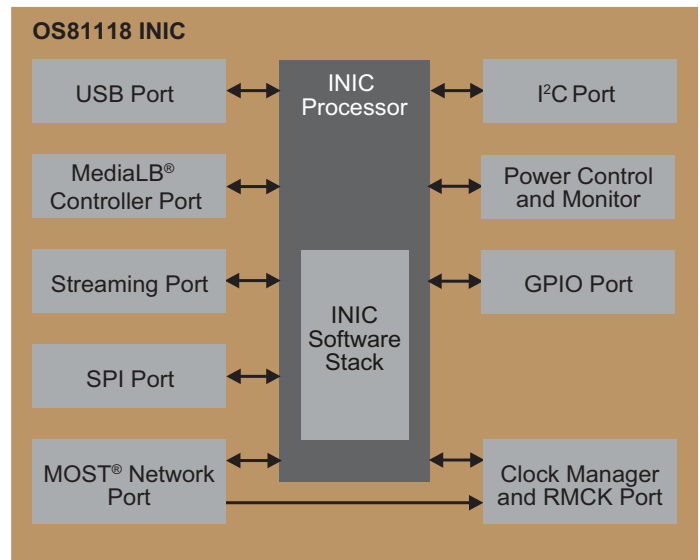 OS81118 INIC
USB Port
MediaLB®
Controller Port
Streaming Port
SPI Port
MOST® Network
Port
INIC
Processor
INIC
Software
Stack
I²C Port
Power Control
and Monitor
GPIO Port
Clock Manager
and RMCK Port